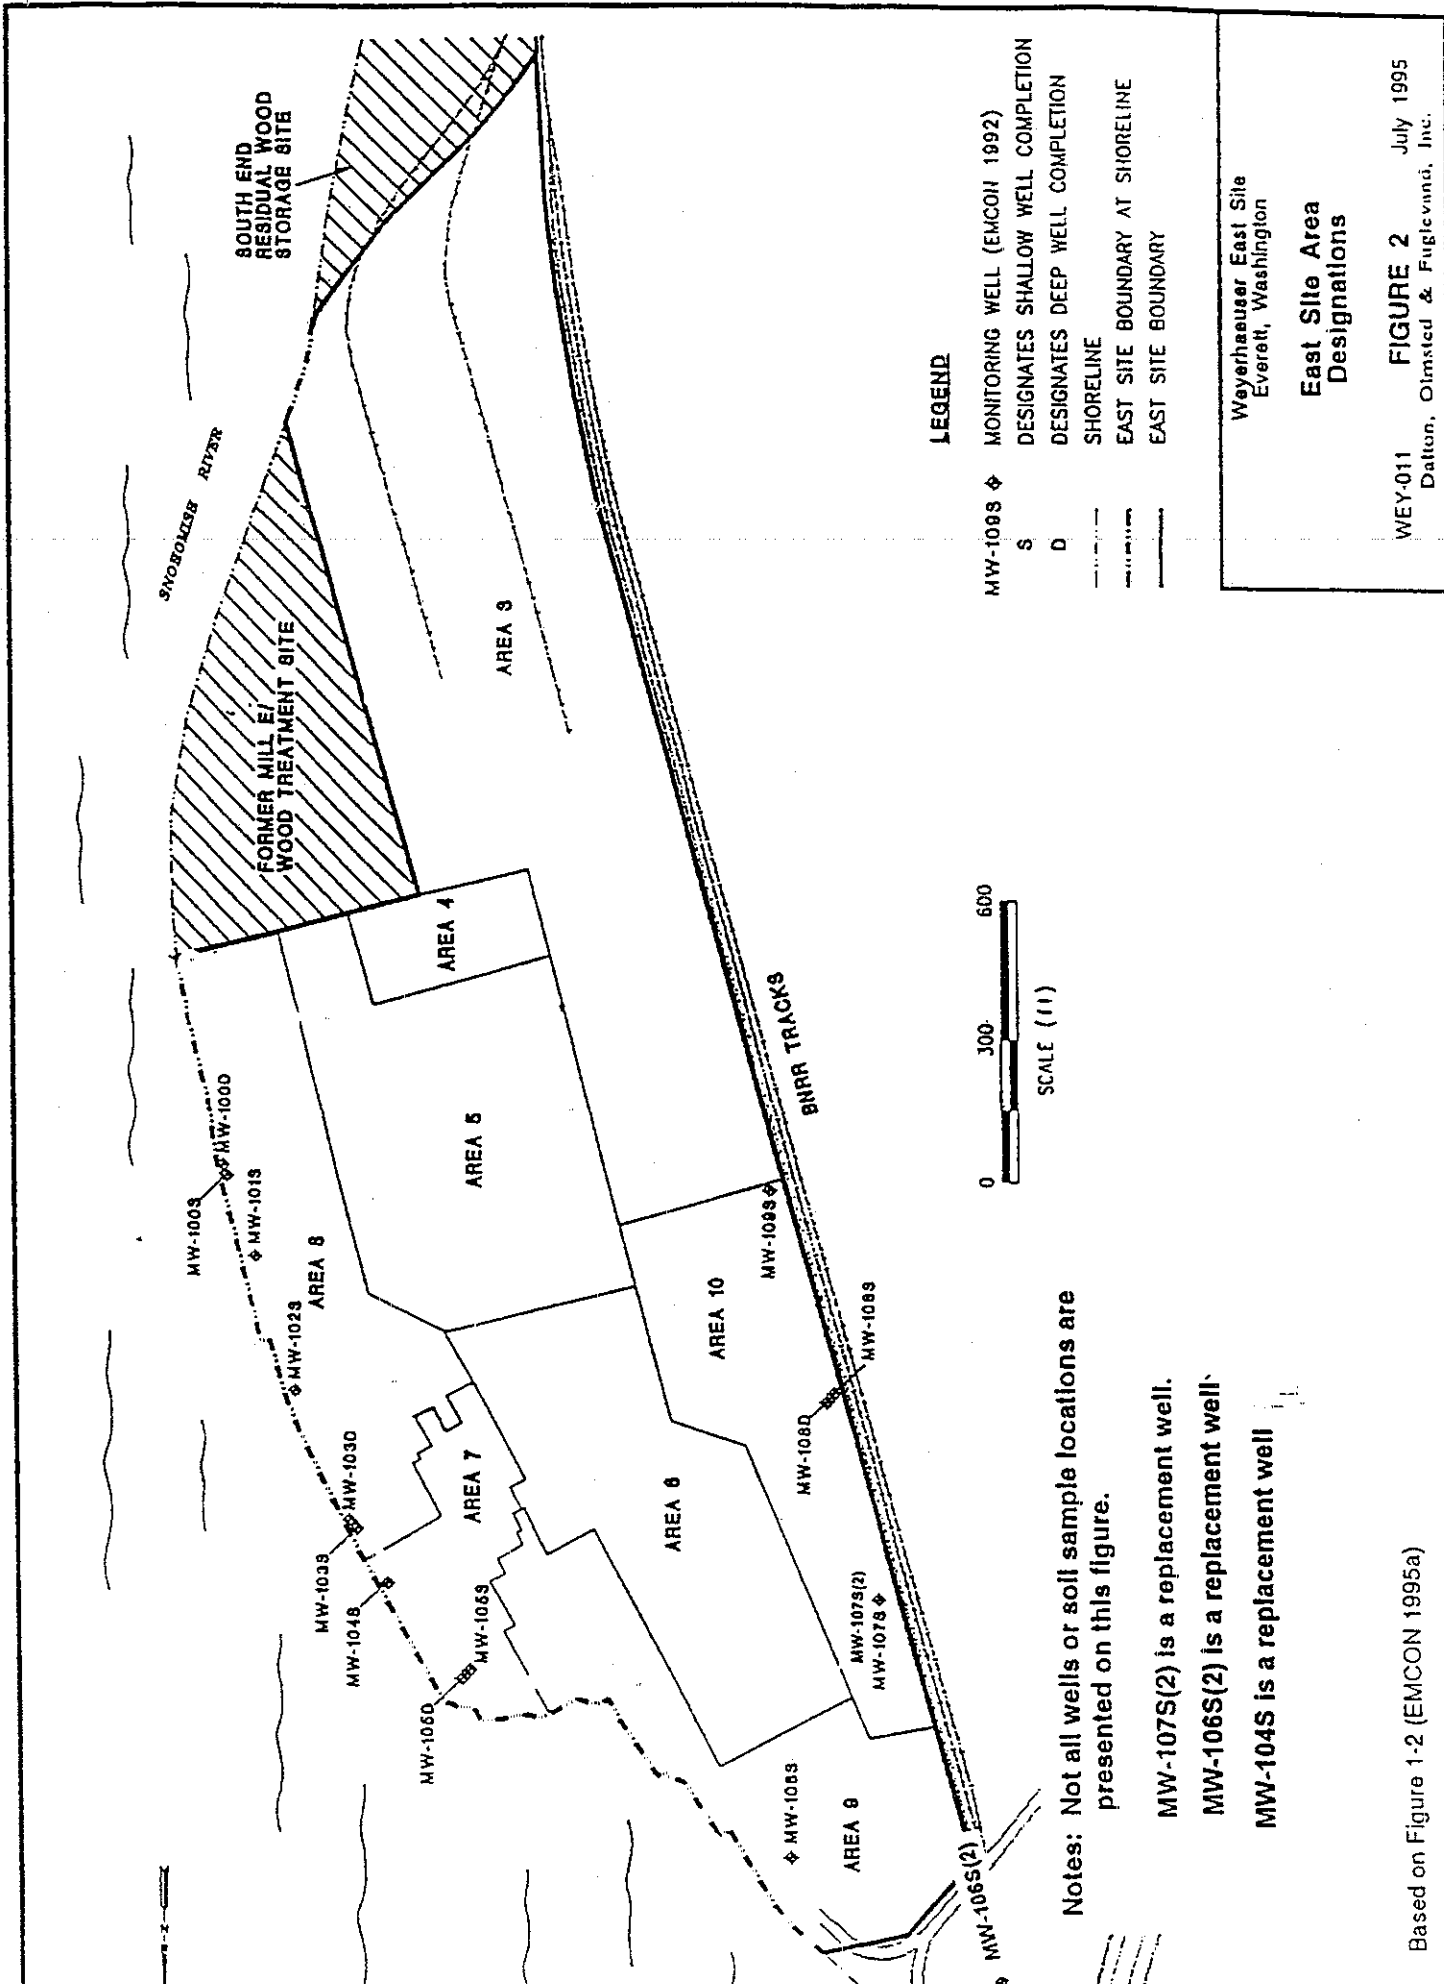 SOUTH END
RESIDUAL WOOD
STORAGE SITE
SNOHOMISH RIVER
FORMER MILL E/
WOOD TREATMENT SITE
AREA 3
AREA 4
AREA 5
AREA 8
AREA 7
AREA 6
AREA 10
AREA 9
MW-100S
MW-100D
MW-101S
MW-102S
MW-103D
MW-103S
MW-104S
MW-105S
MW-105D
MW-109S
MW-108S
MW-108D
MW-107S(2)
MW-107S
MW-106S
MW-106S(2)
BNRR TRACKS
0 300 600
SCALE (ft)
LEGEND
MW-109S MONITORING WELL (EMCON 1992)
S DESIGNATES SHALLOW WELL COMPLETION
D DESIGNATES DEEP WELL COMPLETION
SHORELINE
EAST SITE BOUNDARY AT SHORELINE
EAST SITE BOUNDARY
Notes: Not all wells or soil sample locations are
presented on this figure.
MW-107S(2) is a replacement well.
MW-106S(2) is a replacement well
MW-104S is a replacement well
Weyerhaeuser East Site
Everett, Washington
East Site Area
Designations
WEY-011 FIGURE 2 July 1995
Dalton, Olmsted & Fuglevand, Inc.
Based on Figure 1-2 (EMCON 1995a)